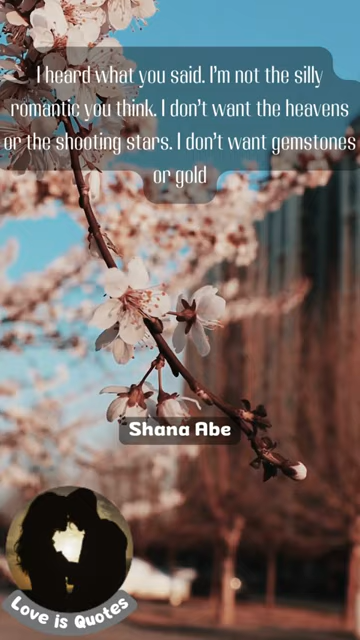 I heard what you said. I'm not the silly
romantic you think. I don't want the heavens
or the shooting stars. I don't want gemstones
or gold
Shana Abe
Love is Quotes